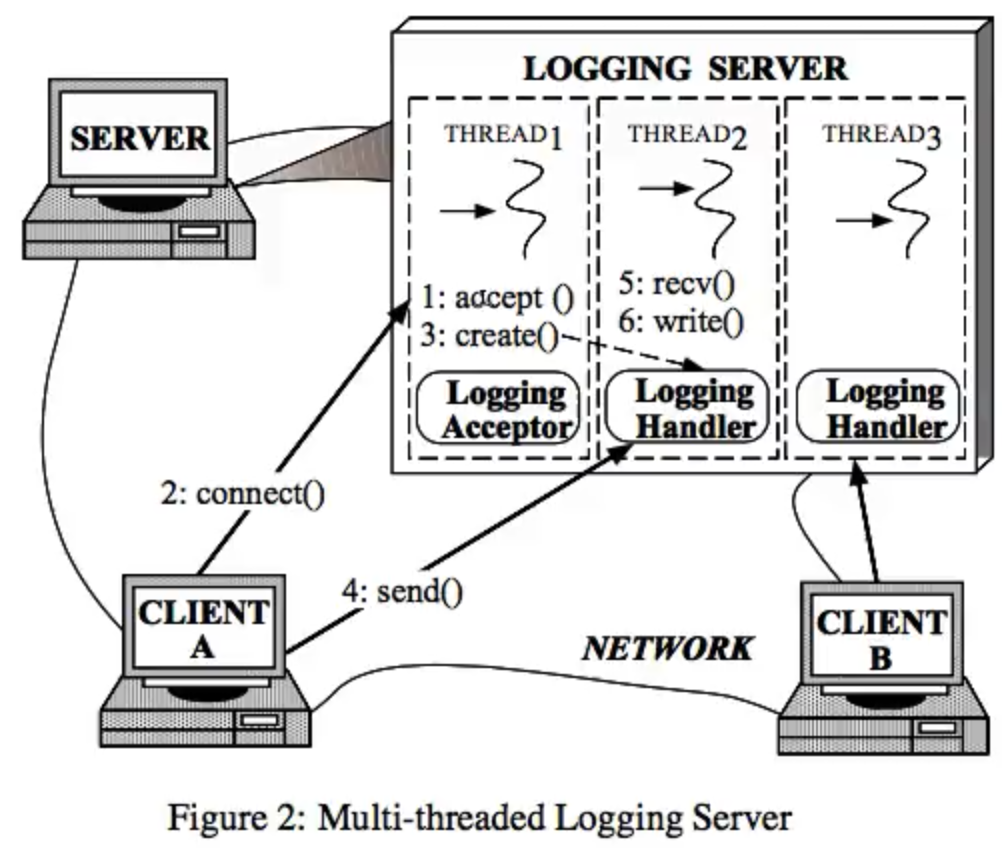 LOGGING SERVER
SERVER
THREAD1
THREAD2
THREAD3
1: accept ()
3: create()
5: recv()
6: write()
Logging
Acceptor
Logging
Handler
Logging
Handler
2: connect()
4: send()
CLIENT
A
NETWORK
CLIENT
B
Figure 2: Multi-threaded Logging Server